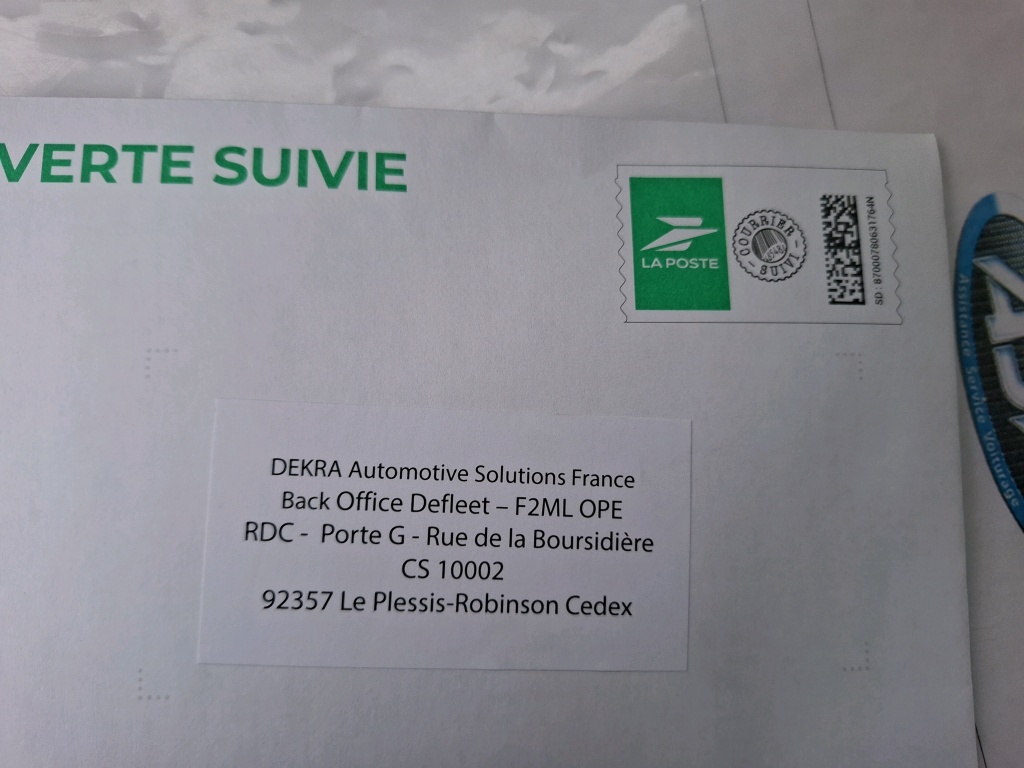 VERTE SUIVIE
LA POSTE
COURRIER SUIVI
SD : 87000780631764N
DEKRA Automotive Solutions France
Back Office Defleet – F2ML OPE
RDC - Porte G - Rue de la Boursidière
CS 10002
92357 Le Plessis-Robinson Cedex
Assistance Service Voiturage